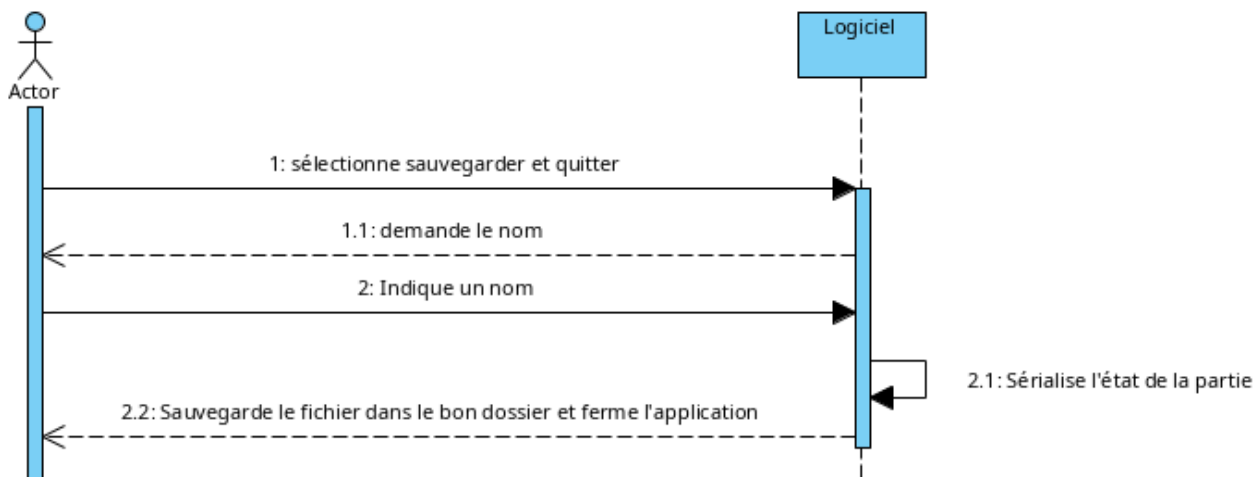 Logiciel
Actor
1: sélectionne sauvegarder et quitter
1.1: demande le nom
2: Indique un nom
2.1: Sérialise l'état de la partie
2.2: Sauvegarde le fichier dans le bon dossier et ferme l'application